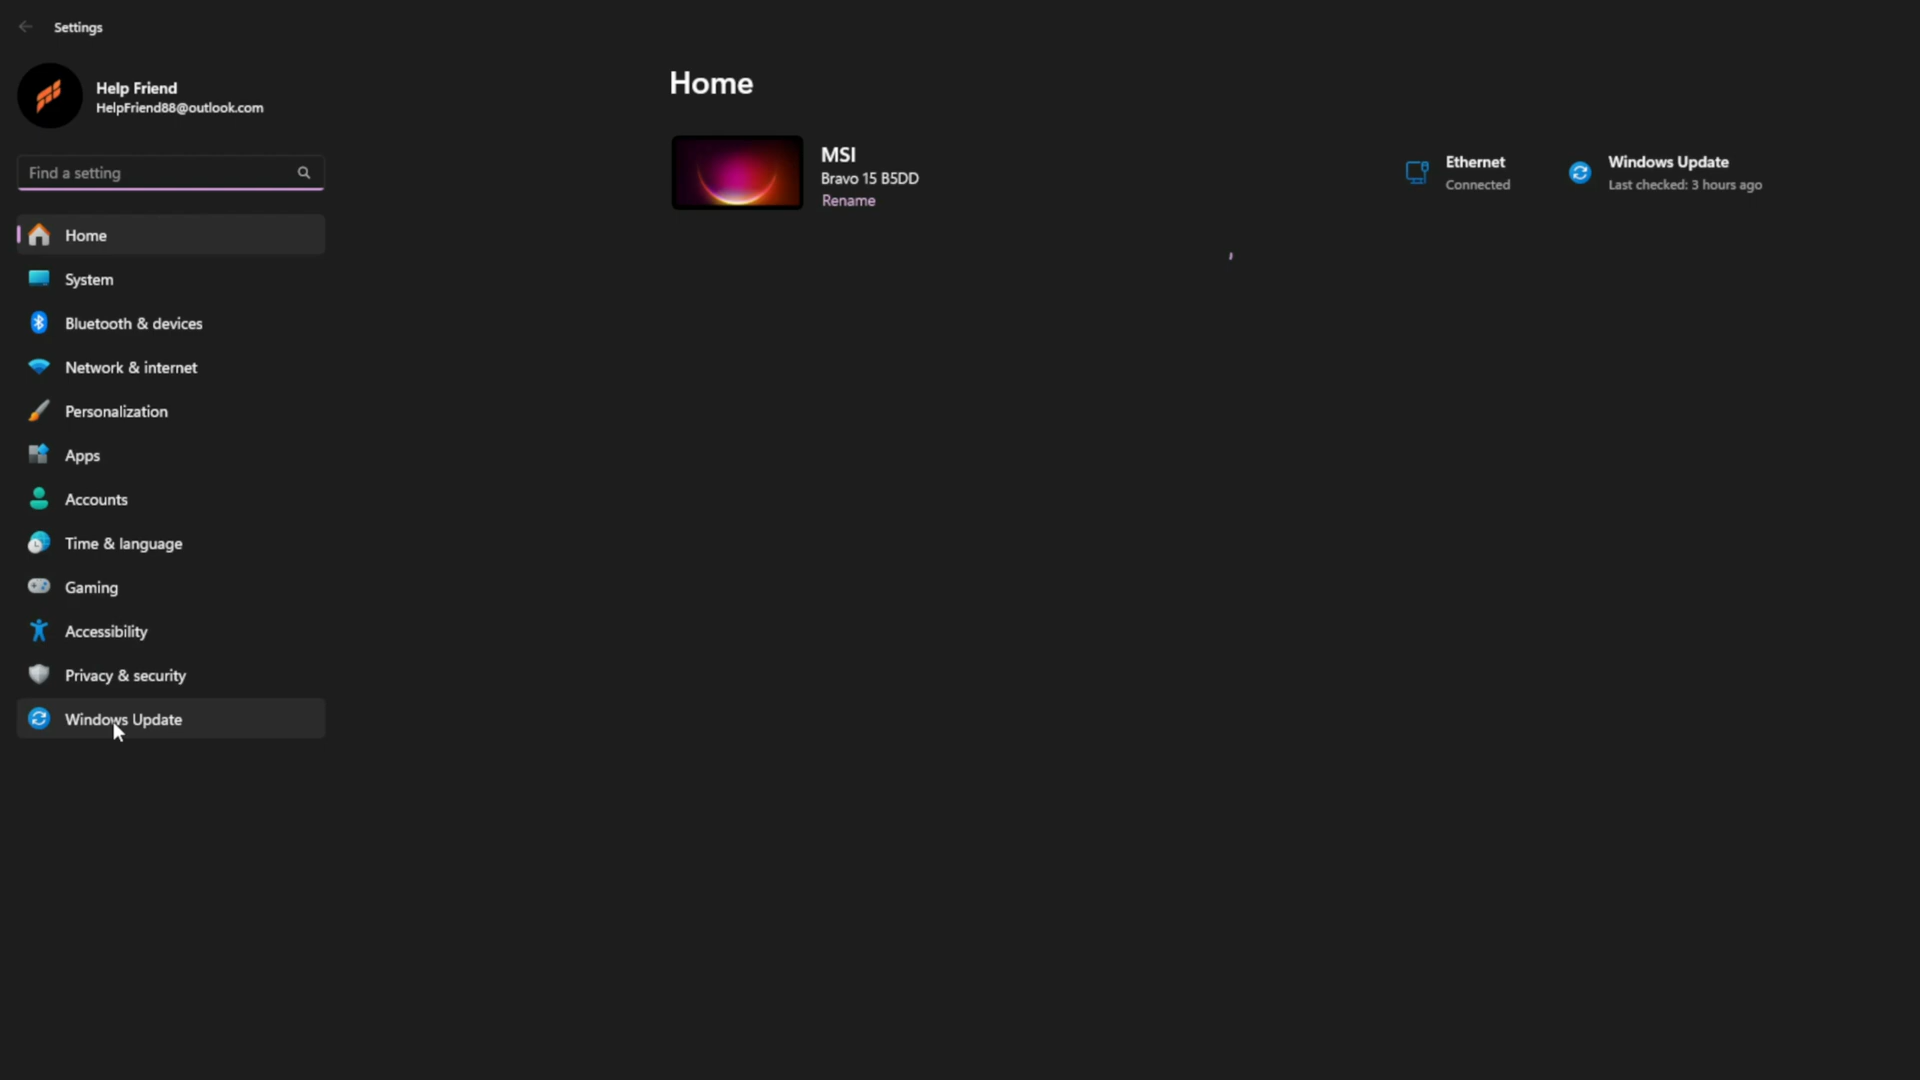 Settings
Help Friend
HelpFriend88@outlook.com
Find a setting
Home
System
Bluetooth & devices
Network & internet
Personalization
Apps
Accounts
Time & language
Gaming
Accessibility
Privacy & security
Windows Update
Home
MSI
Bravo 15 B5DD
Rename
Ethernet
Connected
Windows Update
Last checked: 3 hours ago